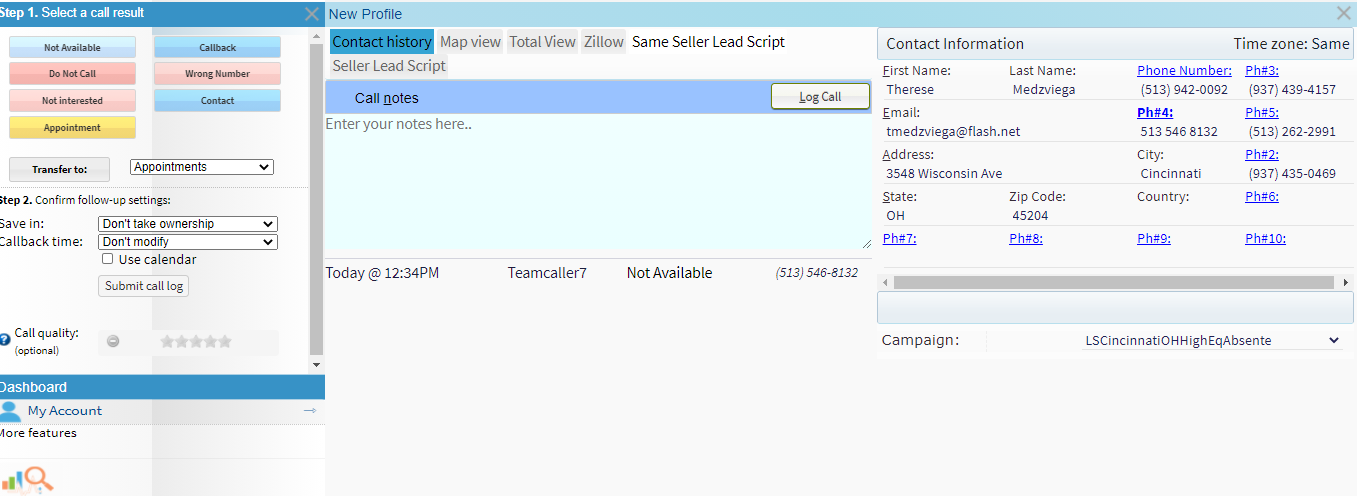 Step 1. Select a call result
Not Available
Callback
Do Not Call
Wrong Number
Not interested
Contact
Appointment
Transfer to:
Appointments
Step 2. Confirm follow-up settings:
Save in:
Don't take ownership
Callback time:
Don't modify
Use calendar
Submit call log
Call quality:
(optional)
Dashboard
My Account
More features
New Profile
Contact history Map view Total View Zillow Same Seller Lead Script
Seller Lead Script
Call notes
Log Call
Enter your notes here..
Today @ 12:34PM Teamcaller7 Not Available (513) 546-8132
Contact Information Time zone: Same
First Name: Last Name: Phone Number: Ph#3:
Therese Medzviega (513) 942-0092 (937) 439-4157
Email: Ph#4: Ph#5:
tmedzviega@flash.net 513 546 8132 (513) 262-2991
Address: City: Ph#2:
3548 Wisconsin Ave Cincinnati (937) 435-0469
State: Zip Code: Country: Ph#6:
OH 45204
Ph#7: Ph#8: Ph#9: Ph#10:
Campaign: LSCincinnatiOHHighEqAbsente